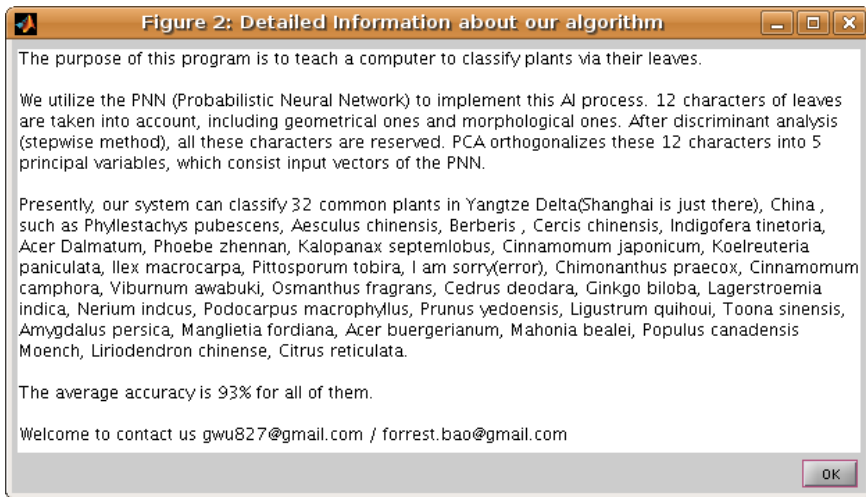 Figure 2: Detailed Information about our algorithm
The purpose of this program is to teach a computer to classify plants via their leaves.
We utilize the PNN (Probabilistic Neural Network) to implement this AI process. 12 characters of leaves
are taken into account, including geometrical ones and morphological ones. After discriminant analysis
(stepwise method), all these characters are reserved. PCA orthogonalizes these 12 characters into 5
principal variables, which consist input vectors of the PNN.
Presently, our system can classify 32 common plants in Yangtze Delta(Shanghai is just there), China ,
such as Phyllestachys pubescens, Aesculus chinensis, Berberis , Cercis chinensis, Indigofera tinetoria,
Acer Dalmatum, Phoebe zhennan, Kalopanax septemlobus, Cinnamomum japonicum, Koelreuteria
paniculata, Ilex macrocarpa, Pittosporum tobira, I am sorry(error), Chimonanthus praecox, Cinnamomum
camphora, Viburnum awabuki, Osmanthus fragrans, Cedrus deodara, Ginkgo biloba, Lagerstroemia
indica, Nerium indcus, Podocarpus macrophyllus, Prunus yedoensis, Ligustrum quihoui, Toona sinensis,
Amygdalus persica, Manglietia fordiana, Acer buergerianum, Mahonia bealei, Populus canadensis
Moench, Liriodendron chinense, Citrus reticulata.
The average accuracy is 93% for all of them.
Welcome to contact us gwu827@gmail.com / forrest.bao@gmail.com
OK